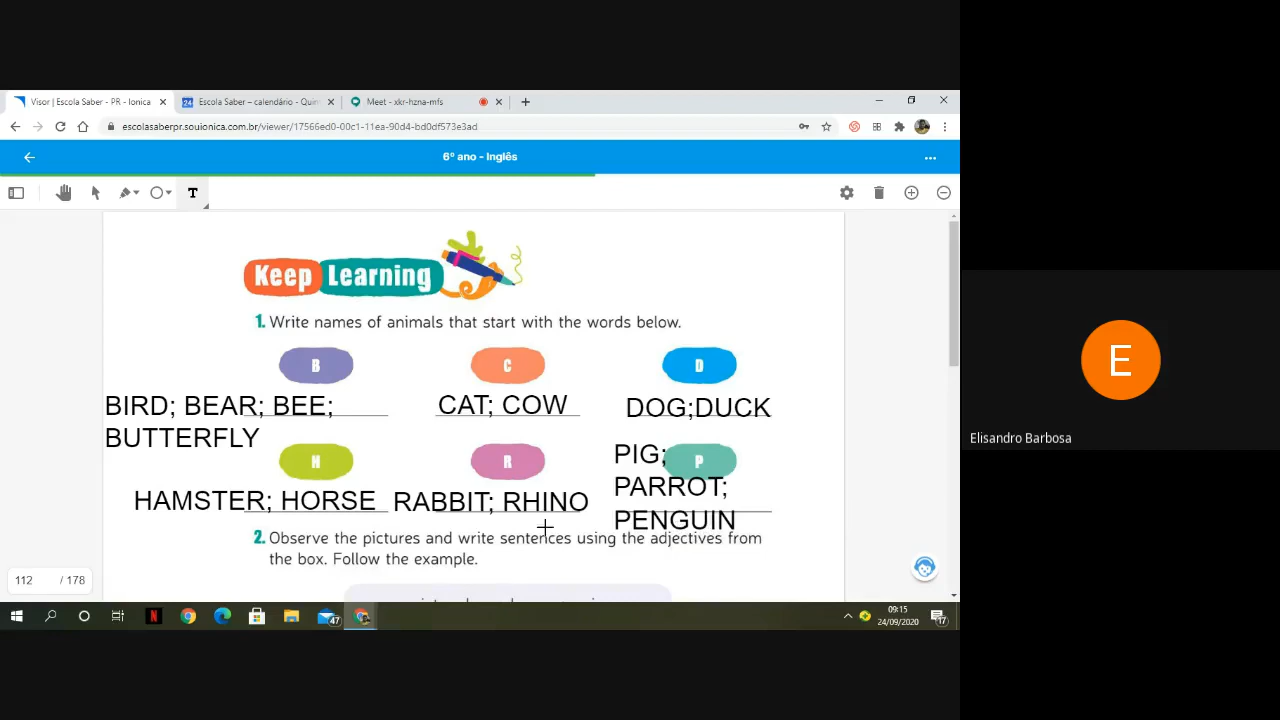 Visor | Escola Saber - PR - Ionica
Escola Saber – calendário - Quin
Meet - xkr-hzna-mfs
escolasaberpr.souionica.com.br/viewer/17566ed0-00c1-11ea-90d4-bd0df573e3ad
6º ano - Inglês
T
Keep Learning
1. Write names of animals that start with the words below.
B C D
BIRD; BEAR; BEE;
BUTTERFLY
CAT; COW
DOG;DUCK
H R P
HAMSTER; HORSE
RABBIT; RHINO
PIG;
PARROT;
PENGUIN
2. Observe the pictures and write sentences using the adjectives from
the box. Follow the example.
112 / 178
E
Elisandro Barbosa
47
09:15
24/09/2020
17